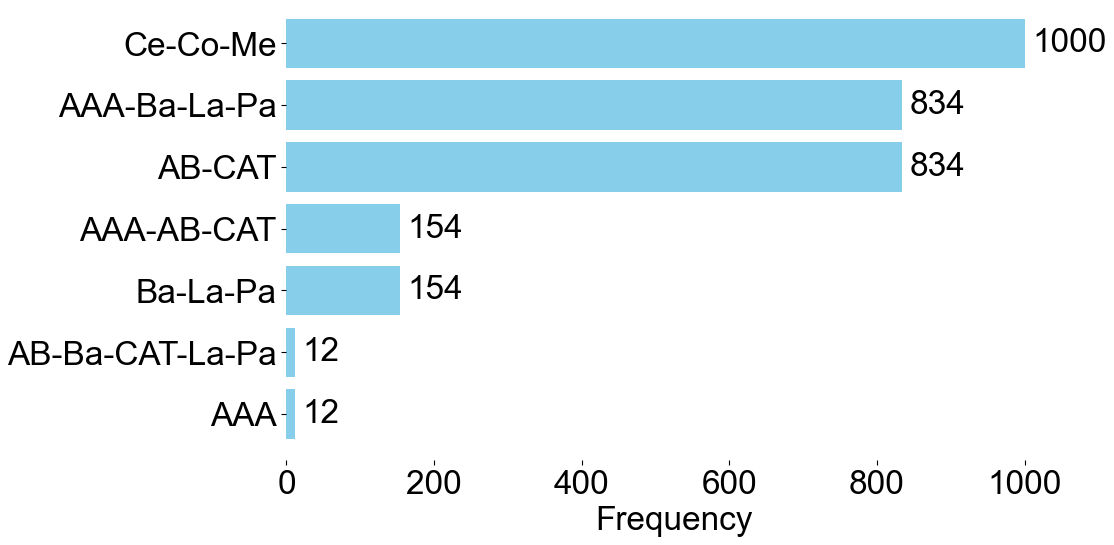 Ce-Co-Me 1000
AAA-Ba-La-Pa 834
AB-CAT 834
AAA-AB-CAT 154
Ba-La-Pa 154
AB-Ba-CAT-La-Pa 12
AAA 12
0 200 400 600 800 1000
Frequency